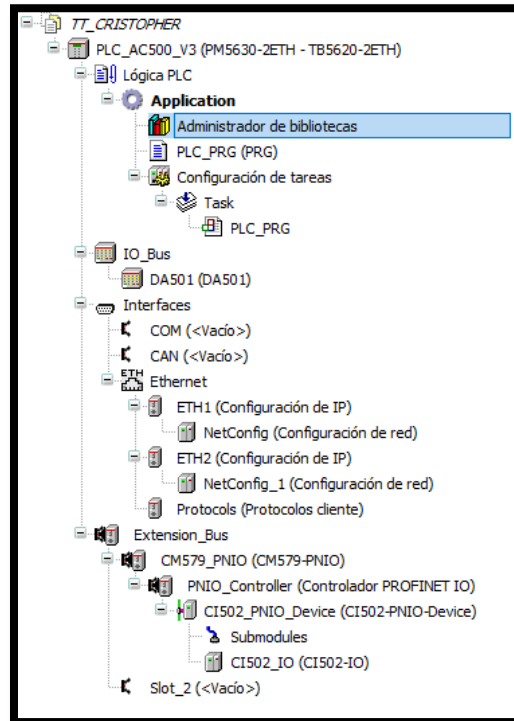 TT_CRISTOPHER
PLC_AC500_V3 (PM5630-2ETH - TB5620-2ETH)
Lógica PLC
Application
Administrador de bibliotecas
PLC_PRG (PRG)
Configuración de tareas
Task
PLC_PRG
IO_Bus
DA501 (DA501)
Interfaces
COM (<Vacío>)
CAN (<Vacío>)
ETH Ethernet
ETH1 (Configuración de IP)
NetConfig (Configuración de red)
ETH2 (Configuración de IP)
NetConfig_1 (Configuración de red)
Protocols (Protocolos cliente)
Extension_Bus
CM579_PNIO (CM579-PNIO)
PNIO_Controller (Controlador PROFINET IO)
CI502_PNIO_Device (CI502-PNIO-Device)
Submodules
CI502_IO (CI502-IO)
Slot_2 (<Vacío>)